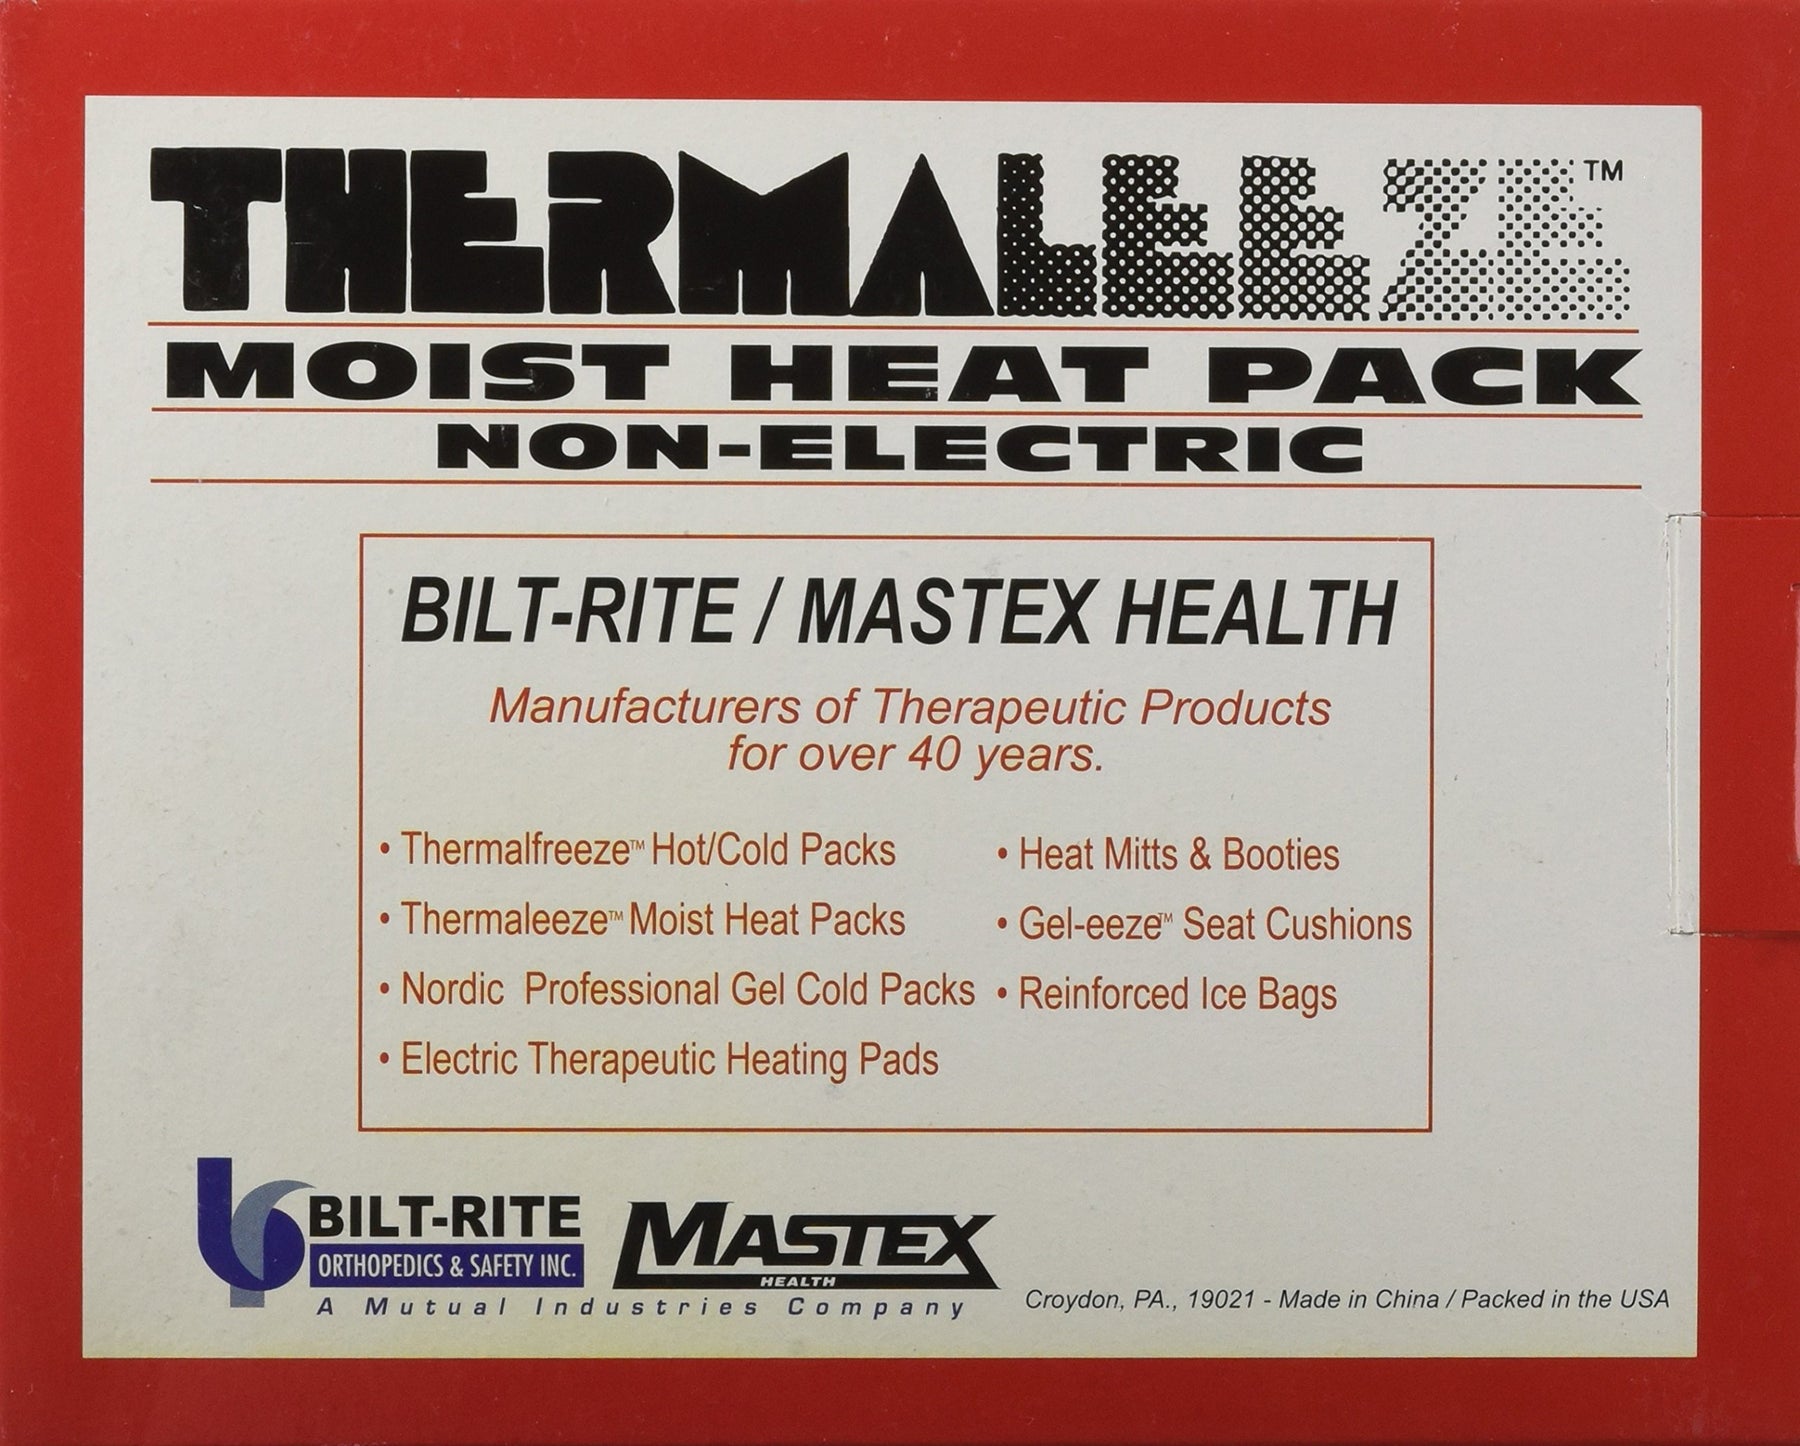 THERMALEEZE™
MOIST HEAT PACK
NON-ELECTRIC
BILT-RITE / MASTEX HEALTH
Manufacturers of Therapeutic Products
for over 40 years.
• Thermalfreeze™ Hot/Cold Packs
• Thermaleeze™ Moist Heat Packs
• Nordic Professional Gel Cold Packs
• Electric Therapeutic Heating Pads
• Heat Mitts & Booties
• Gel-eeze™ Seat Cushions
• Reinforced Ice Bags
BILT-RITE
ORTHOPEDICS & SAFETY INC.
MASTEX
HEALTH
A Mutual Industries Company
Croydon, PA., 19021 - Made in China / Packed in the USA